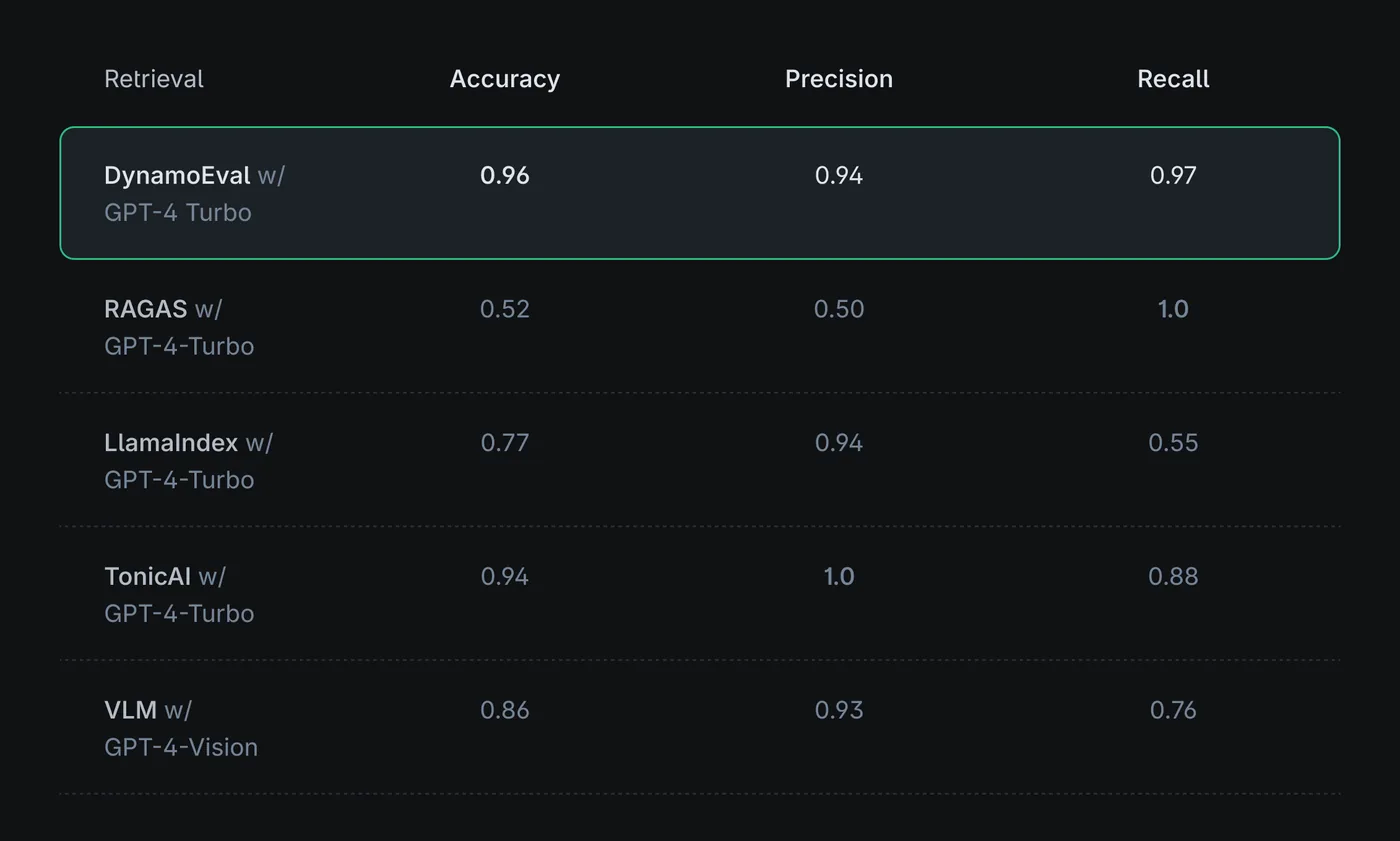 Retrieval Accuracy Precision Recall
DynamoEval w/ 0.96 0.94 0.97
GPT-4 Turbo
RAGAS w/ 0.52 0.50 1.0
GPT-4-Turbo
LlamaIndex w/ 0.77 0.94 0.55
GPT-4-Turbo
TonicAI w/ 0.94 1.0 0.88
GPT-4-Turbo
VLM w/ 0.86 0.93 0.76
GPT-4-Vision